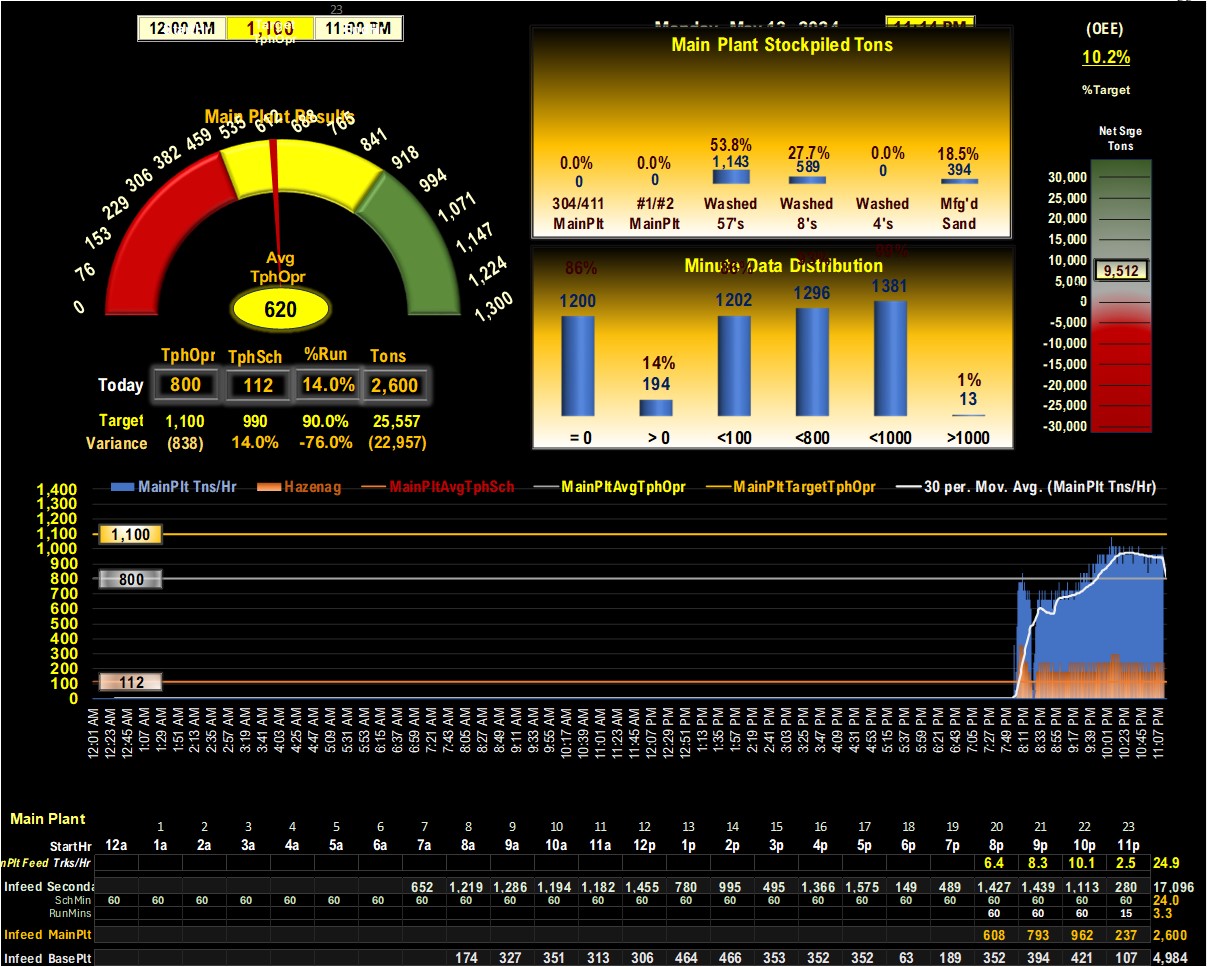 23
12:00 AM 1,100 11:00 PM
Target
TphOpr
Monday, May 13, 2024 11:14 PM
(OEE)
10.2%
%Target
Net Srge
Tons
30,000
25,000
20,000
15,000
10,000
9,512
5,000
0
-5,000
-10,000
-15,000
-20,000
-25,000
-30,000
Main Plant Results
0 76 153 229 306 382 459 535 612 688 765 841 918 994 1,071 1,147 1,224 1,300
Avg
TphOpr
620
TphOpr TphSch %Run Tons
Today 800 112 14.0% 2,600
Target 1,100 990 90.0% 25,557
Variance (838) 14.0% -76.0% (22,957)
Main Plant Stockpiled Tons
0.0% 0.0% 53.8% 27.7% 0.0% 18.5%
0 0 1,143 589 0 394
304/411 #1/#2 Washed Washed Washed Mfg'd
MainPlt MainPlt 57's 8's 4's Sand
Minute Data Distribution
86% 14% 1%
1200 194 1202 1296 1381 13
= 0 > 0 <100 <800 <1000 >1000
MainPlt Tns/Hr Hazenag MainPltAvgTphSch MainPltAvgTphOpr MainPltTargetTphOpr 30 per. Mov. Avg. (MainPlt Tns/Hr)
1,400
1,300
1,200
1,100
1,000
900
800
700
600
500
400
300
200
100
0
1,100
800
112
12:01 AM 12:23 AM 12:45 AM 1:07 AM 1:29 AM 1:51 AM 2:13 AM 2:35 AM 2:57 AM 3:19 AM 3:41 AM 4:03 AM 4:25 AM 4:47 AM 5:09 AM 5:31 AM 5:53 AM 6:15 AM 6:37 AM 6:59 AM 7:21 AM 7:43 AM 8:05 AM 8:27 AM 8:49 AM 9:11 AM 9:33 AM 9:55 AM 10:17 AM 10:39 AM 11:01 AM 11:23 AM 11:45 AM 12:07 PM 12:29 PM 12:51 PM 1:13 PM 1:35 PM 1:57 PM 2:19 PM 2:41 PM 3:03 PM 3:25 PM 3:47 PM 4:09 PM 4:31 PM 4:53 PM 5:15 PM 5:37 PM 5:59 PM 6:21 PM 6:43 PM 7:05 PM 7:27 PM 7:49 PM 8:11 PM 8:33 PM 8:55 PM 9:17 PM 9:39 PM 10:01 PM 10:23 PM 10:45 PM 11:07 PM
Main Plant
1 2 3 4 5 6 7 8 9 10 11 12 13 14 15 16 17 18 19 20 21 22 23
StartHr 12a 1a 2a 3a 4a 5a 6a 7a 8a 9a 10a 11a 12p 1p 2p 3p 4p 5p 6p 7p 8p 9p 10p 11p
nPlt Feed Trks/Hr 6.4 8.3 10.1 2.5 24.9
Infeed Seconda 652 1,219 1,286 1,194 1,182 1,455 780 995 495 1,366 1,575 149 489 1,427 1,439 1,113 280 17,096
SchMin 60 60 60 60 60 60 60 60 60 60 60 60 60 60 60 60 60 60 60 60 60 60 60 60 24.0
RunMins 60 60 60 15 3.3
Infeed MainPlt 608 793 962 237 2,600
Infeed BasePlt 174 327 351 313 306 464 466 353 352 352 63 189 352 394 421 107 4,984